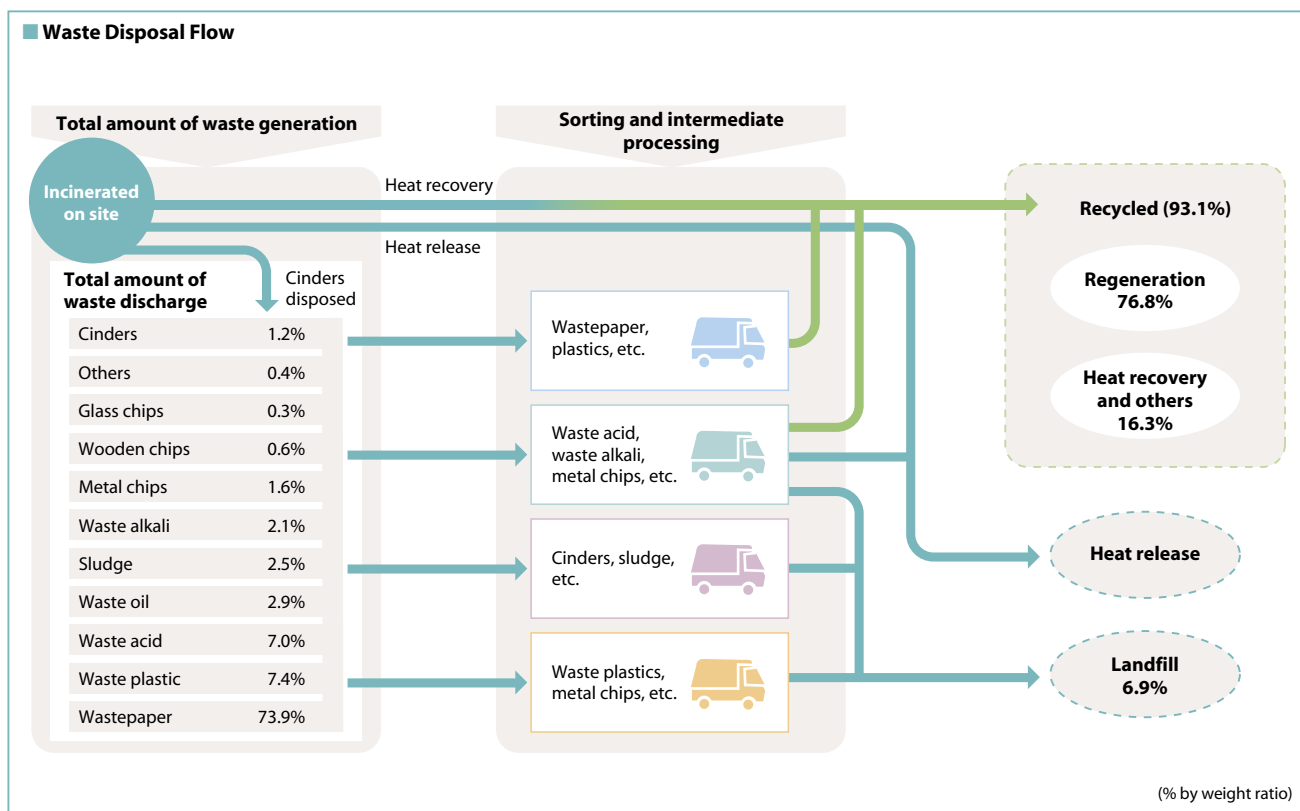 Waste Disposal Flow
Total amount of waste generation
Sorting and intermediate
processing
Incinerated
on site
Heat recovery
Heat release
Cinders
disposed
Total amount of
waste discharge
Cinders 1.2%
Others 0.4%
Glass chips 0.3%
Wooden chips 0.6%
Metal chips 1.6%
Waste alkali 2.1%
Sludge 2.5%
Waste oil 2.9%
Waste acid 7.0%
Waste plastic 7.4%
Wastepaper 73.9%
Wastepaper,
plastics, etc.
Waste acid,
waste alkali,
metal chips, etc.
Cinders, sludge,
etc.
Waste plastics,
metal chips, etc.
Recycled (93.1%)
Regeneration
76.8%
Heat recovery
and others
16.3%
Heat release
Landfill
6.9%
(% by weight ratio)